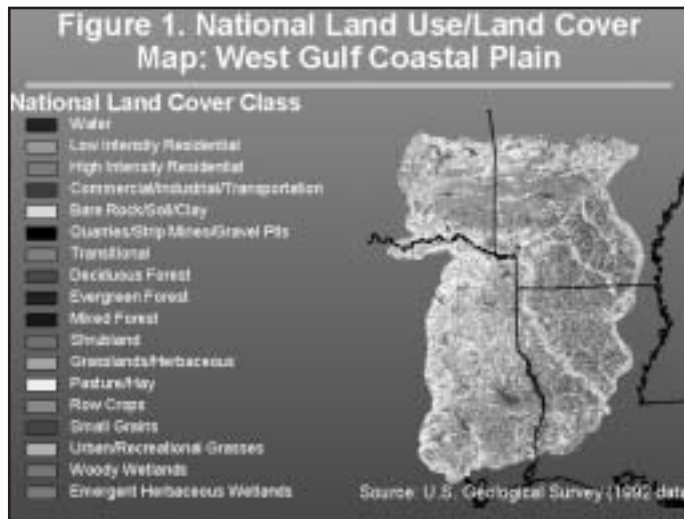 Figure 1. National Land Use/Land Cover
Map: West Gulf Coastal Plain
National Land Cover Class
Water
Low Intensity Residential
High Intensity Residential
Commercial/Industrial/Transportation
Bare Rock/Soil/Clay
Quarries/Strip Mines/Gravel Pits
Transitional
Deciduous Forest
Evergreen Forest
Mixed Forest
Shrubland
Grasslands/Herbaceous
Pasture/Hay
Row Crops
Small Grains
Urban/Recreational Grasses
Woody Wetlands
Emergent Herbaceous Wetlands
Source: U.S. Geological Survey (1992 data